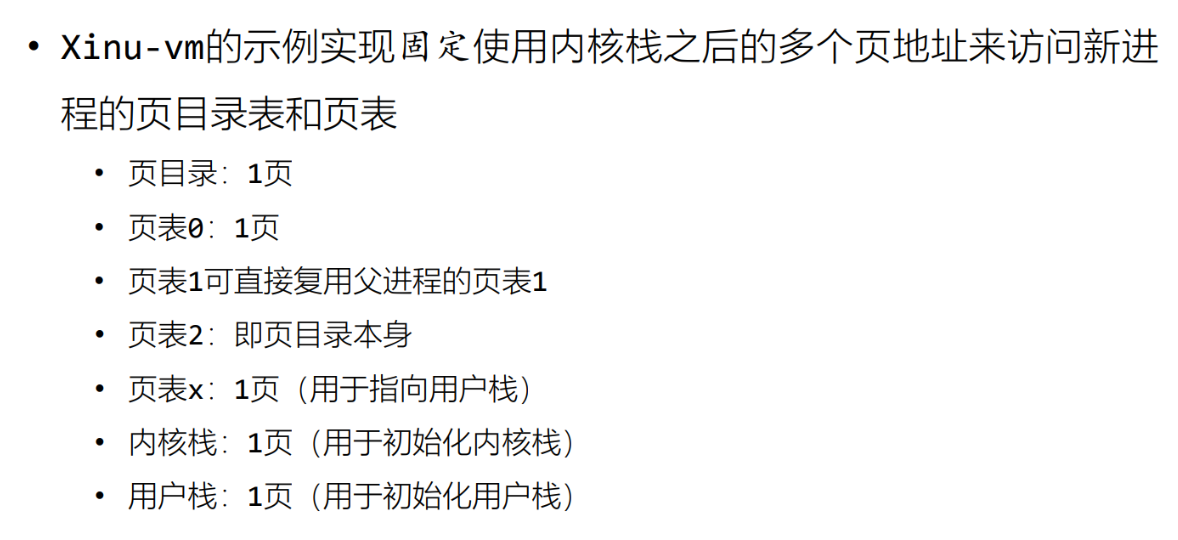 • Xinu-vm的示例实现固定使用内核栈之后的多个页地址来访问新进
程的页目录表和页表
• 页目录：1页
• 页表0：1页
• 页表1可直接复用父进程的页表1
• 页表2：即页目录本身
• 页表x：1页（用于指向用户栈）
• 内核栈：1页（用于初始化内核栈）
• 用户栈：1页（用于初始化用户栈）